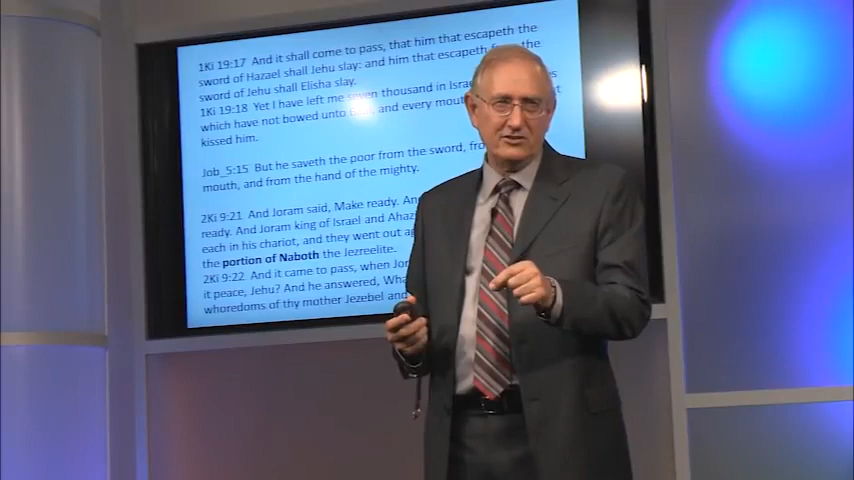 1Ki 19:17 And it shall come to pass, that him that escapeth the
sword of Hazael shall Jehu slay: and him that escapeth from the
sword of Jehu shall Elisha slay.
1Ki 19:18 Yet I have left me seven thousand in
which have not bowed unto and every
kissed him.
Job_5:15 But he saveth the poor from the sword,
mouth, and from the hand of the mighty.
2Ki 9:21 And Joram said, Make ready.
ready. And Joram king of Israel and
each in his chariot, and they went out
the portion of Naboth the Jezreelite.
2Ki 9:22 And it came to pass, when
it peace, Jehu? And he answered,
whoredoms of thy mother Jezebel and